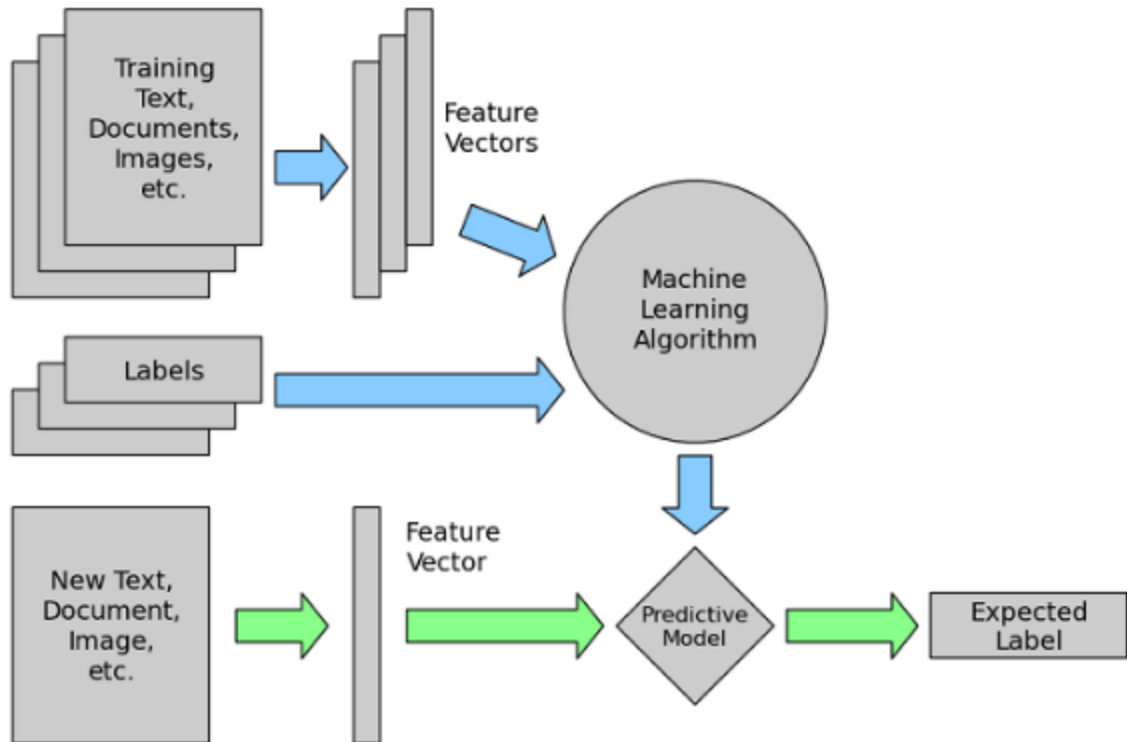 Training
Text,
Documents,
Images,
etc.
Feature
Vectors
Machine
Learning
Algorithm
Labels
New Text,
Document,
Image,
etc.
Feature
Vector
Predictive
Model
Expected
Label